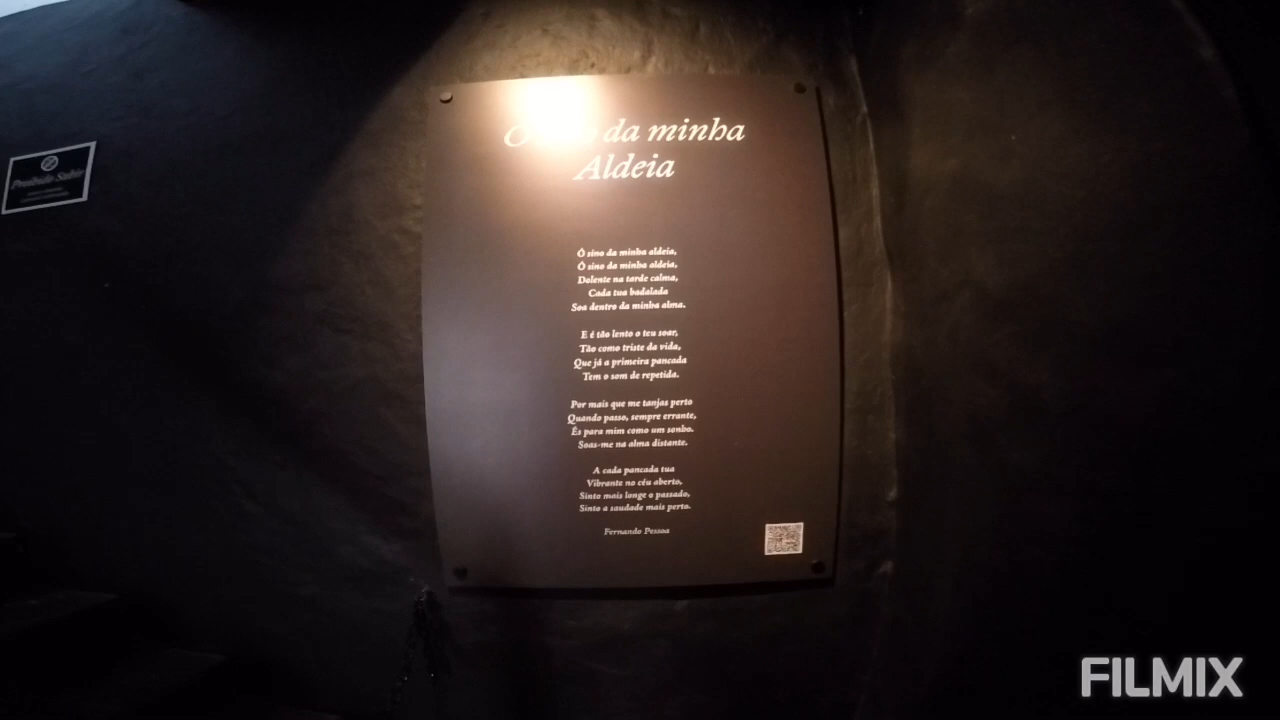 Proibido Subir
O da minha
Aldeia
Ó sino da minha aldeia,
Ó sino da minha aldeia,
Dolente na tarde calma,
Cada tua badalada
Soa dentro da minha alma.
E é tão lento o teu soar,
Tão como triste da vida,
Que já a primeira pancada
Tem o som de repetida.
Por mais que me tanjas perto
Quando passo, sempre errante,
És para mim como um sonho.
Soas-me na alma distante.
A cada pancada tua
Vibrante no céu aberto,
Sinto mais longe o passado,
Sinto a saudade mais perto.
Fernando Pessoa
FILMIX